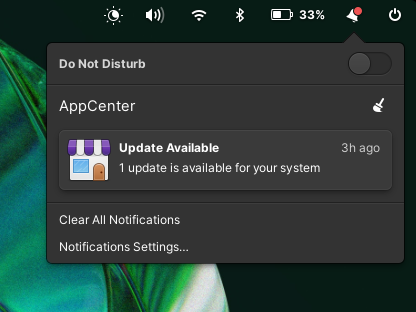 33%
Do Not Disturb
AppCenter
Update Available 3h ago
1 update is available for your system
Clear All Notifications
Notifications Settings...